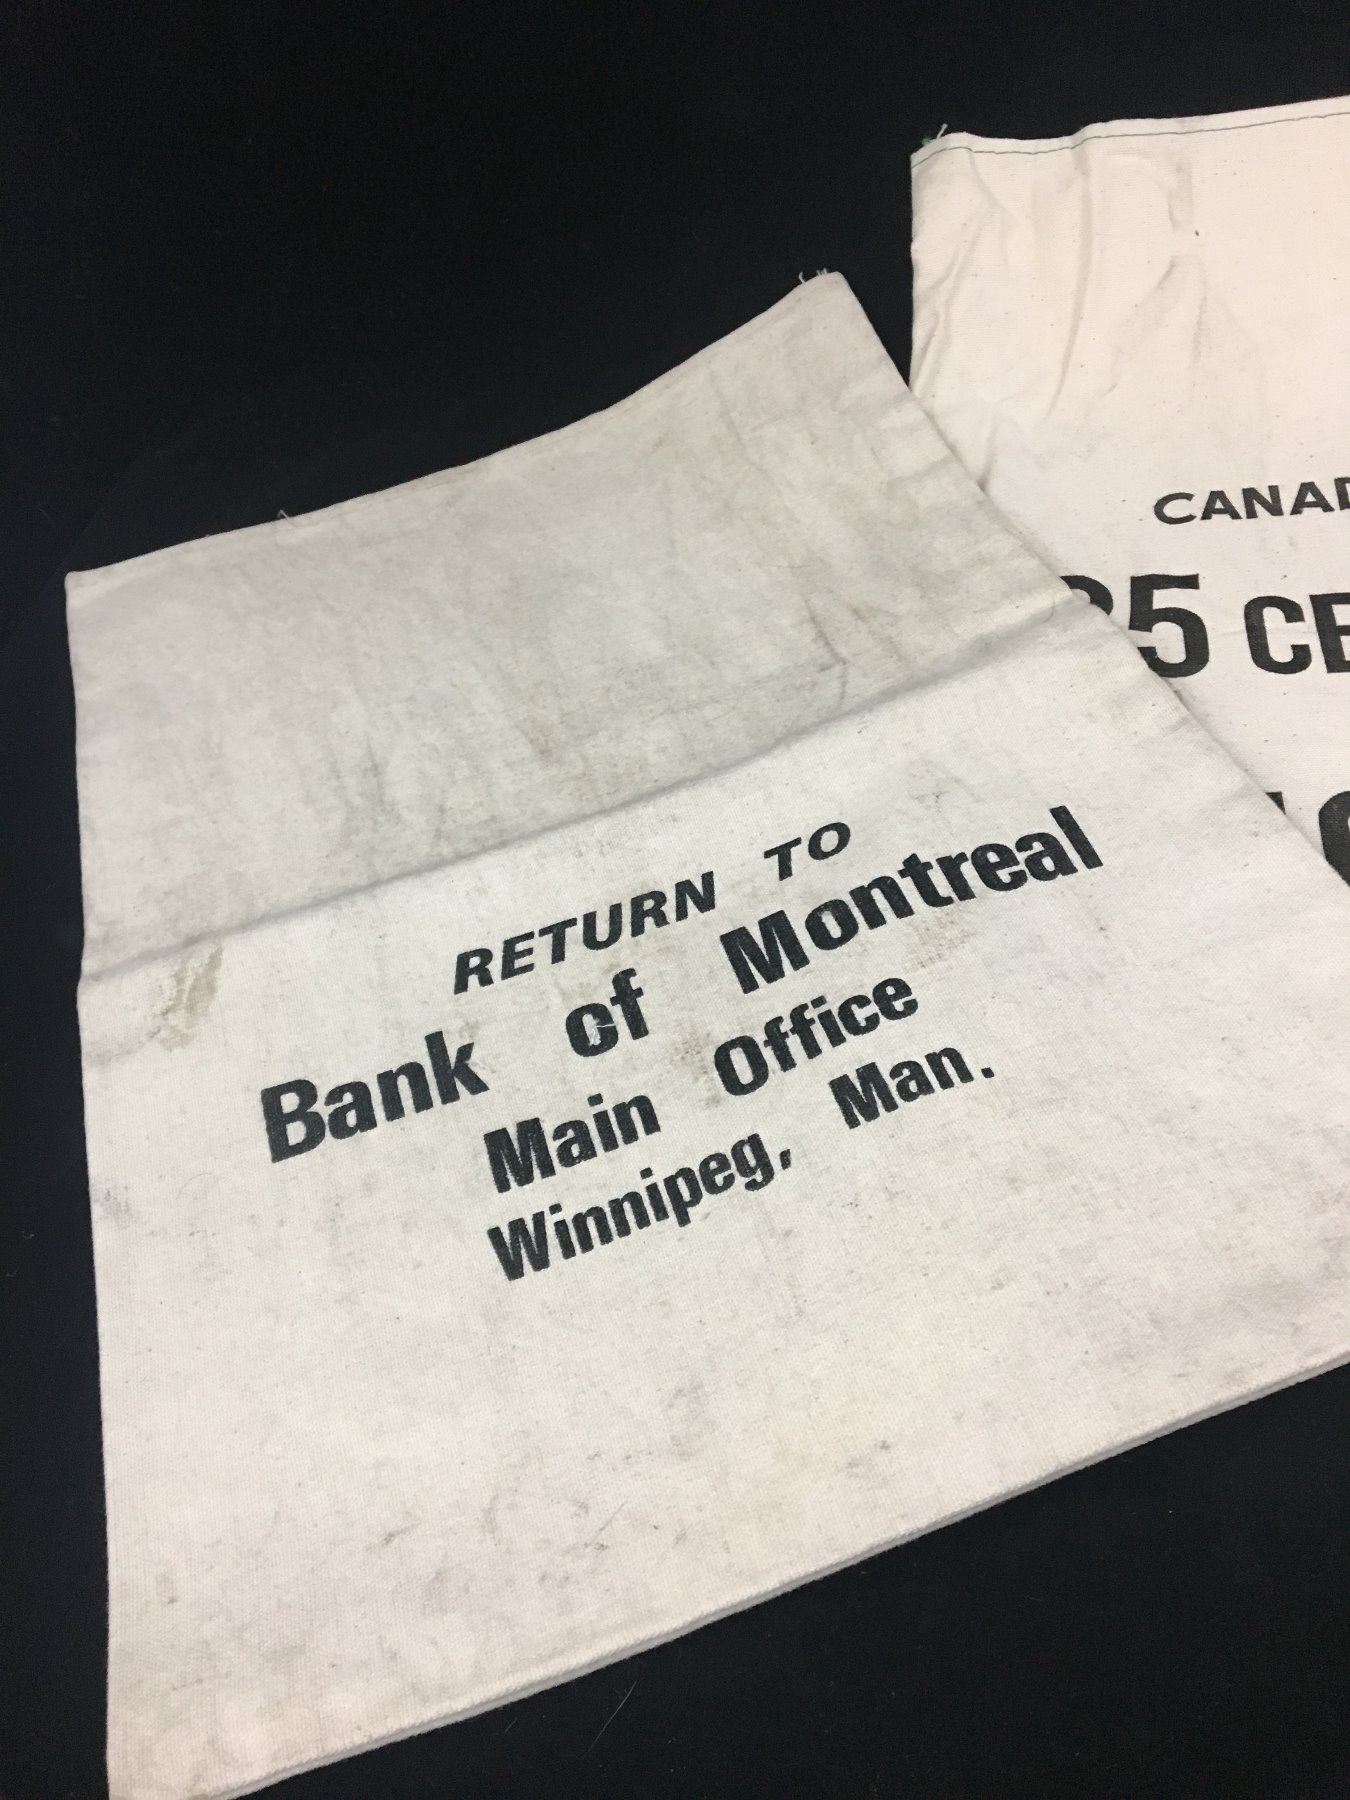 RETURN TO
Bank of Montreal
Main Office
Winnipeg, Man.